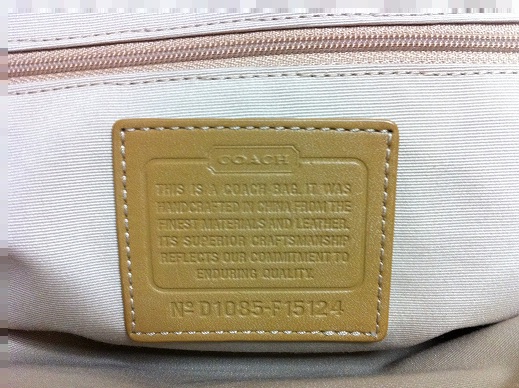 COACH
THIS IS A COACH BAG. IT WAS
HANDCRAFTED IN CHINA FROM THE
FINEST MATERIALS AND LEATHER.
ITS SUPERIOR CRAFTSMANSHIP
REFLECTS OUR COMMITMENT TO
ENDURING QUALITY.
Nº D1085-F15124